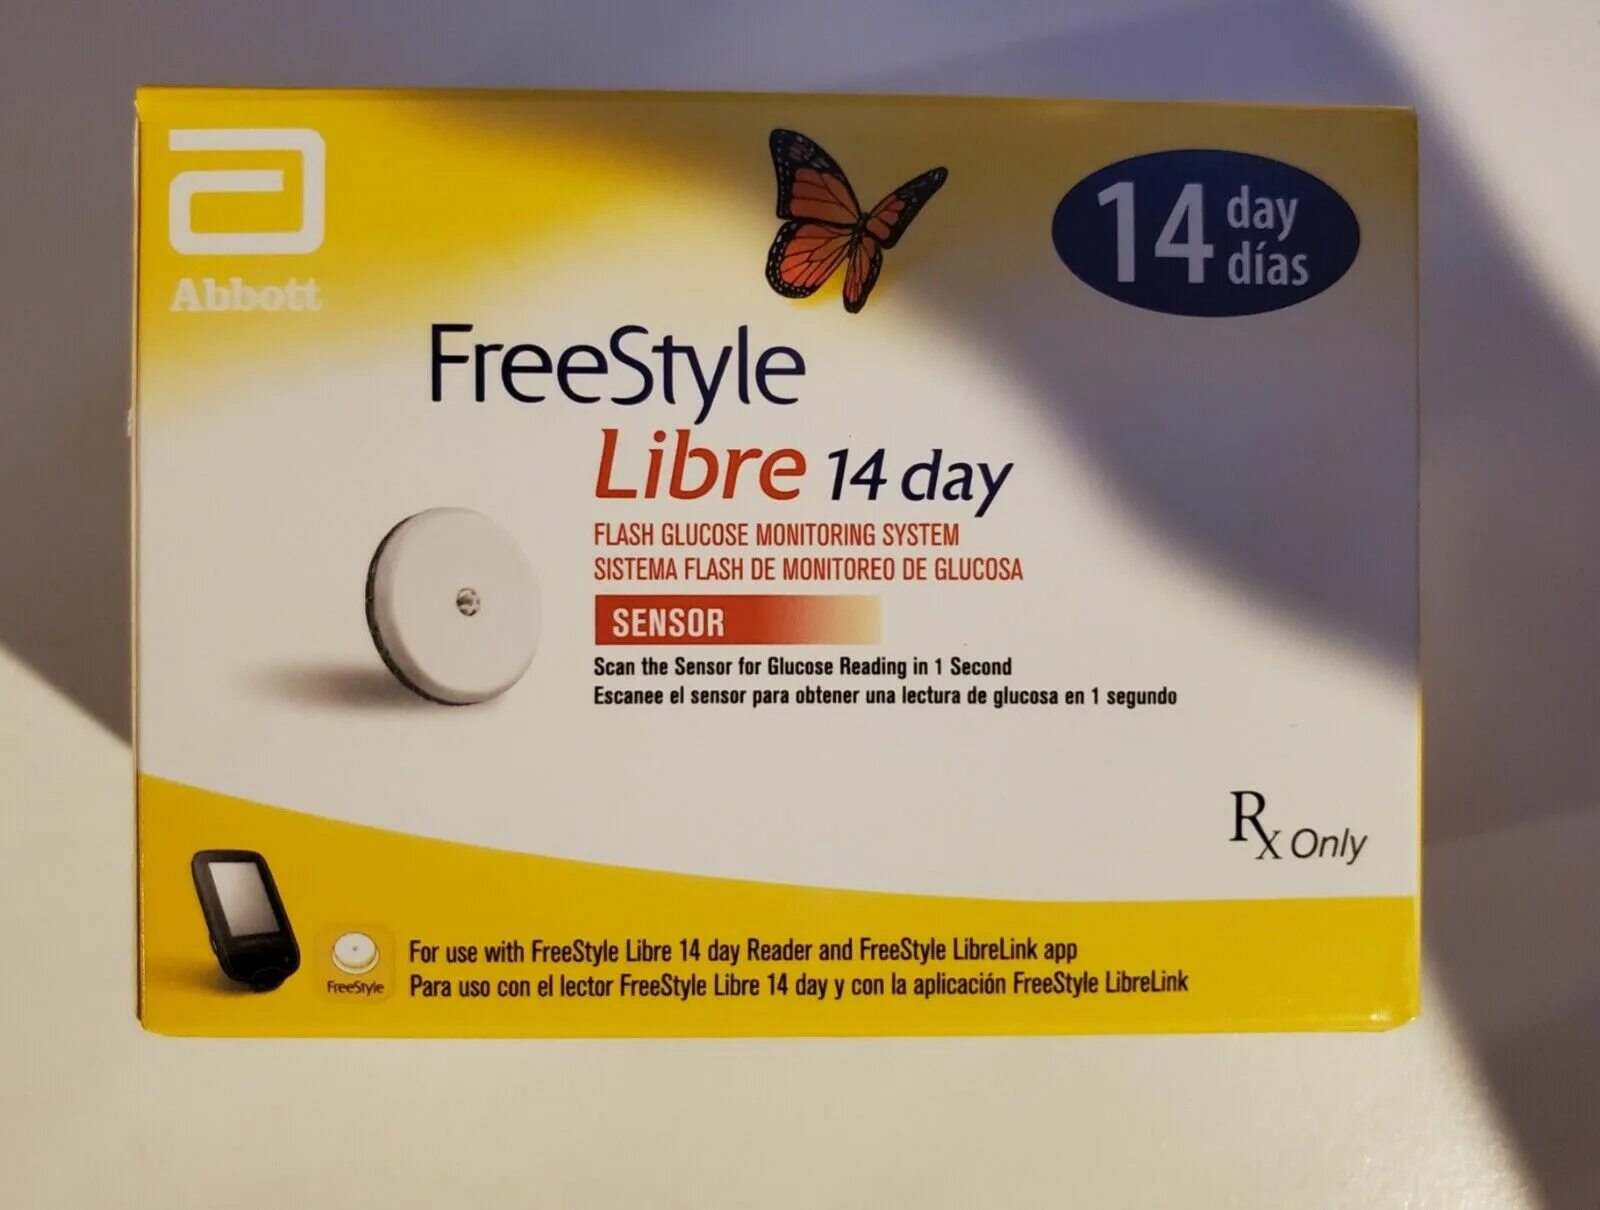 Abbott
14 day
días
FreeStyle
Libre 14 day
FLASH GLUCOSE MONITORING SYSTEM
SISTEMA FLASH DE MONITOREO DE GLUCOSA
SENSOR
Scan the Sensor for Glucose Reading in 1 Second
Escanee el sensor para obtener una lectura de glucosa en 1 segundo
Rx Only
FreeStyle
For use with FreeStyle Libre 14 day Reader and FreeStyle LibreLink app
Para uso con el lector FreeStyle Libre 14 day y con la aplicación FreeStyle LibreLink